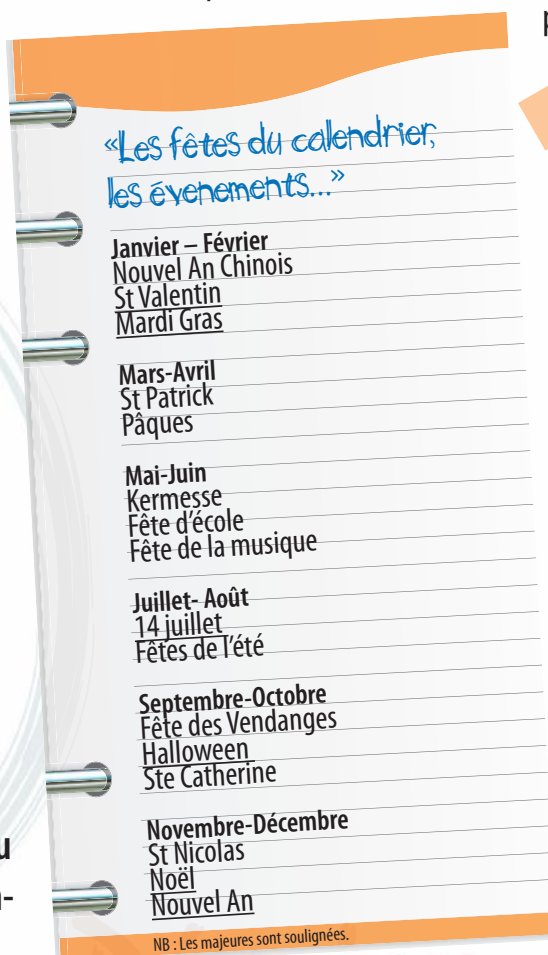 «Les fêtes du calendrier,
les évenements...»
Janvier – Février
Nouvel An Chinois
St Valentin
Mardi Gras
Mars-Avril
St Patrick
Pâques
Mai-Juin
Kermesse
Fête d'école
Fête de la musique
Juillet- Août
14 juillet
Fêtes de l'été
Septembre-Octobre
Fête des Vendanges
Halloween
Ste Catherine
Novembre-Décembre
St Nicolas
Noël
Nouvel An
NB : Les majeures sont soulignées.